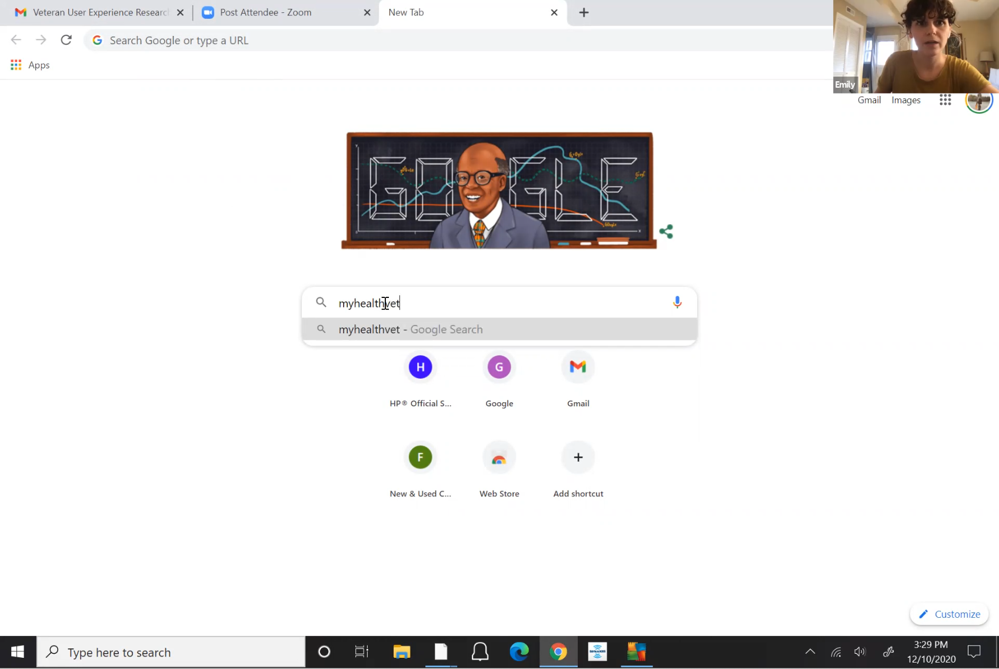 Veteran User Experience Research
Post Attendee - Zoom
New Tab
Search Google or type a URL
Apps
Emily
Gmail
Images
myhealthvet
myhealthvet - Google Search
H
HP® Official S...
G
Google
Gmail
F
New & Used C...
Web Store
Add shortcut
Customize
Type here to search
3:29 PM
12/10/2020